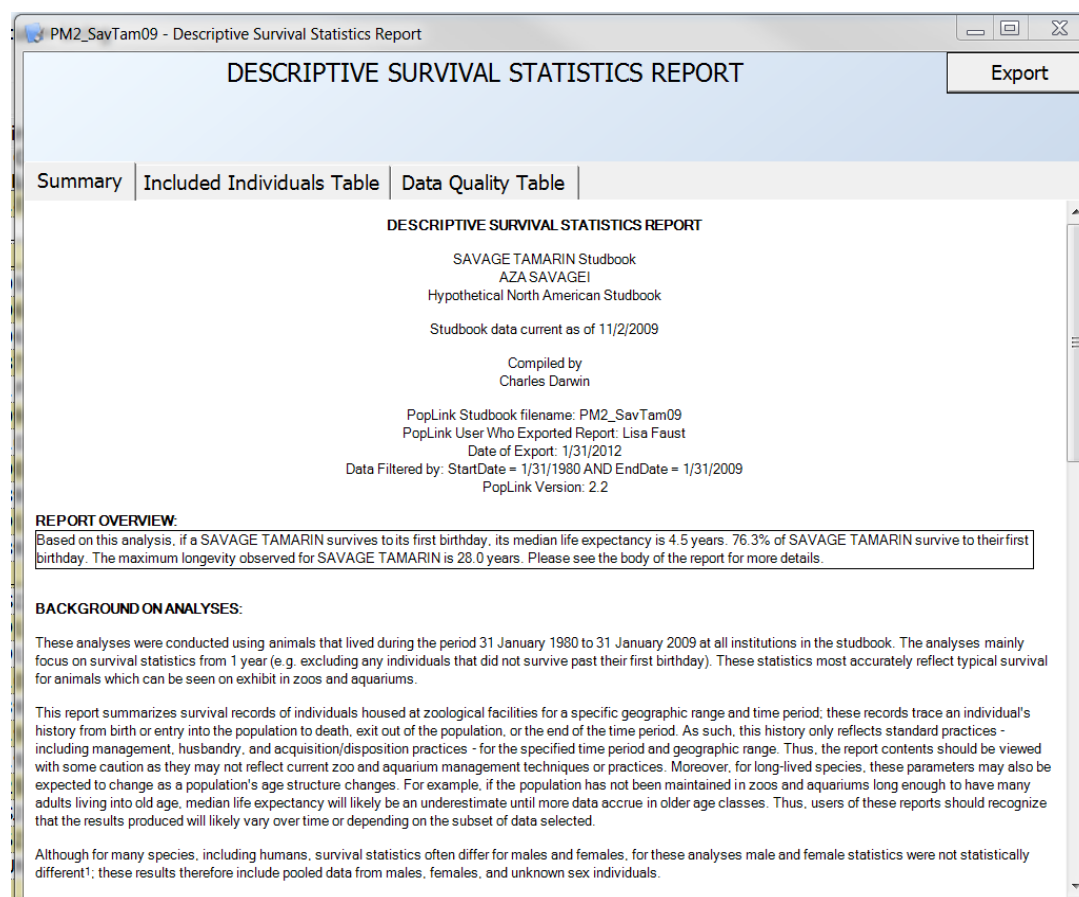 PM2_SavTam09 - Descriptive Survival Statistics Report
DESCRIPTIVE SURVIVAL STATISTICS REPORT
Export
Summary
Included Individuals Table
Data Quality Table
DESCRIPTIVE SURVIVAL STATISTICS REPORT
SAVAGE TAMARIN Studbook
AZA SAVAGEI
Hypothetical North American Studbook
Studbook data current as of 11/2/2009
Compiled by
Charles Darwin
PopLink Studbook filename: PM2_SavTam09
PopLink User Who Exported Report: Lisa Faust
Date of Export: 1/31/2012
Data Filtered by: StartDate = 1/31/1980 AND EndDate = 1/31/2009
PopLink Version: 2.2
REPORT OVERVIEW:
Based on this analysis, if a SAVAGE TAMARIN survives to its first birthday, its median life expectancy is 4.5 years. 76.3% of SAVAGE TAMARIN survive to their first
birthday. The maximum longevity observed for SAVAGE TAMARIN is 28.0 years. Please see the body of the report for more details.
BACKGROUND ON ANALYSES:
These analyses were conducted using animals that lived during the period 31 January 1980 to 31 January 2009 at all institutions in the studbook. The analyses mainly
focus on survival statistics from 1 year (e.g. excluding any individuals that did not survive past their first birthday). These statistics most accurately reflect typical survival
for animals which can be seen on exhibit in zoos and aquariums.
This report summarizes survival records of individuals housed at zoological facilities for a specific geographic range and time period; these records trace an individual's
history from birth or entry into the population to death, exit out of the population, or the end of the time period. As such, this history only reflects standard practices -
including management, husbandry, and acquisition/disposition practices - for the specified time period and geographic range. Thus, the report contents should be viewed
with some caution as they may not reflect current zoo and aquarium management techniques or practices. Moreover, for long-lived species, these parameters may also be
expected to change as a population's age structure changes. For example, if the population has not been maintained in zoos and aquariums long enough to have many
adults living into old age, median life expectancy will likely be an underestimate until more data accrue in older age classes. Thus, users of these reports should recognize
that the results produced will likely vary over time or depending on the subset of data selected.
Although for many species, including humans, survival statistics often differ for males and females, for these analyses male and female statistics were not statistically
different¹; these results therefore include pooled data from males, females, and unknown sex individuals.